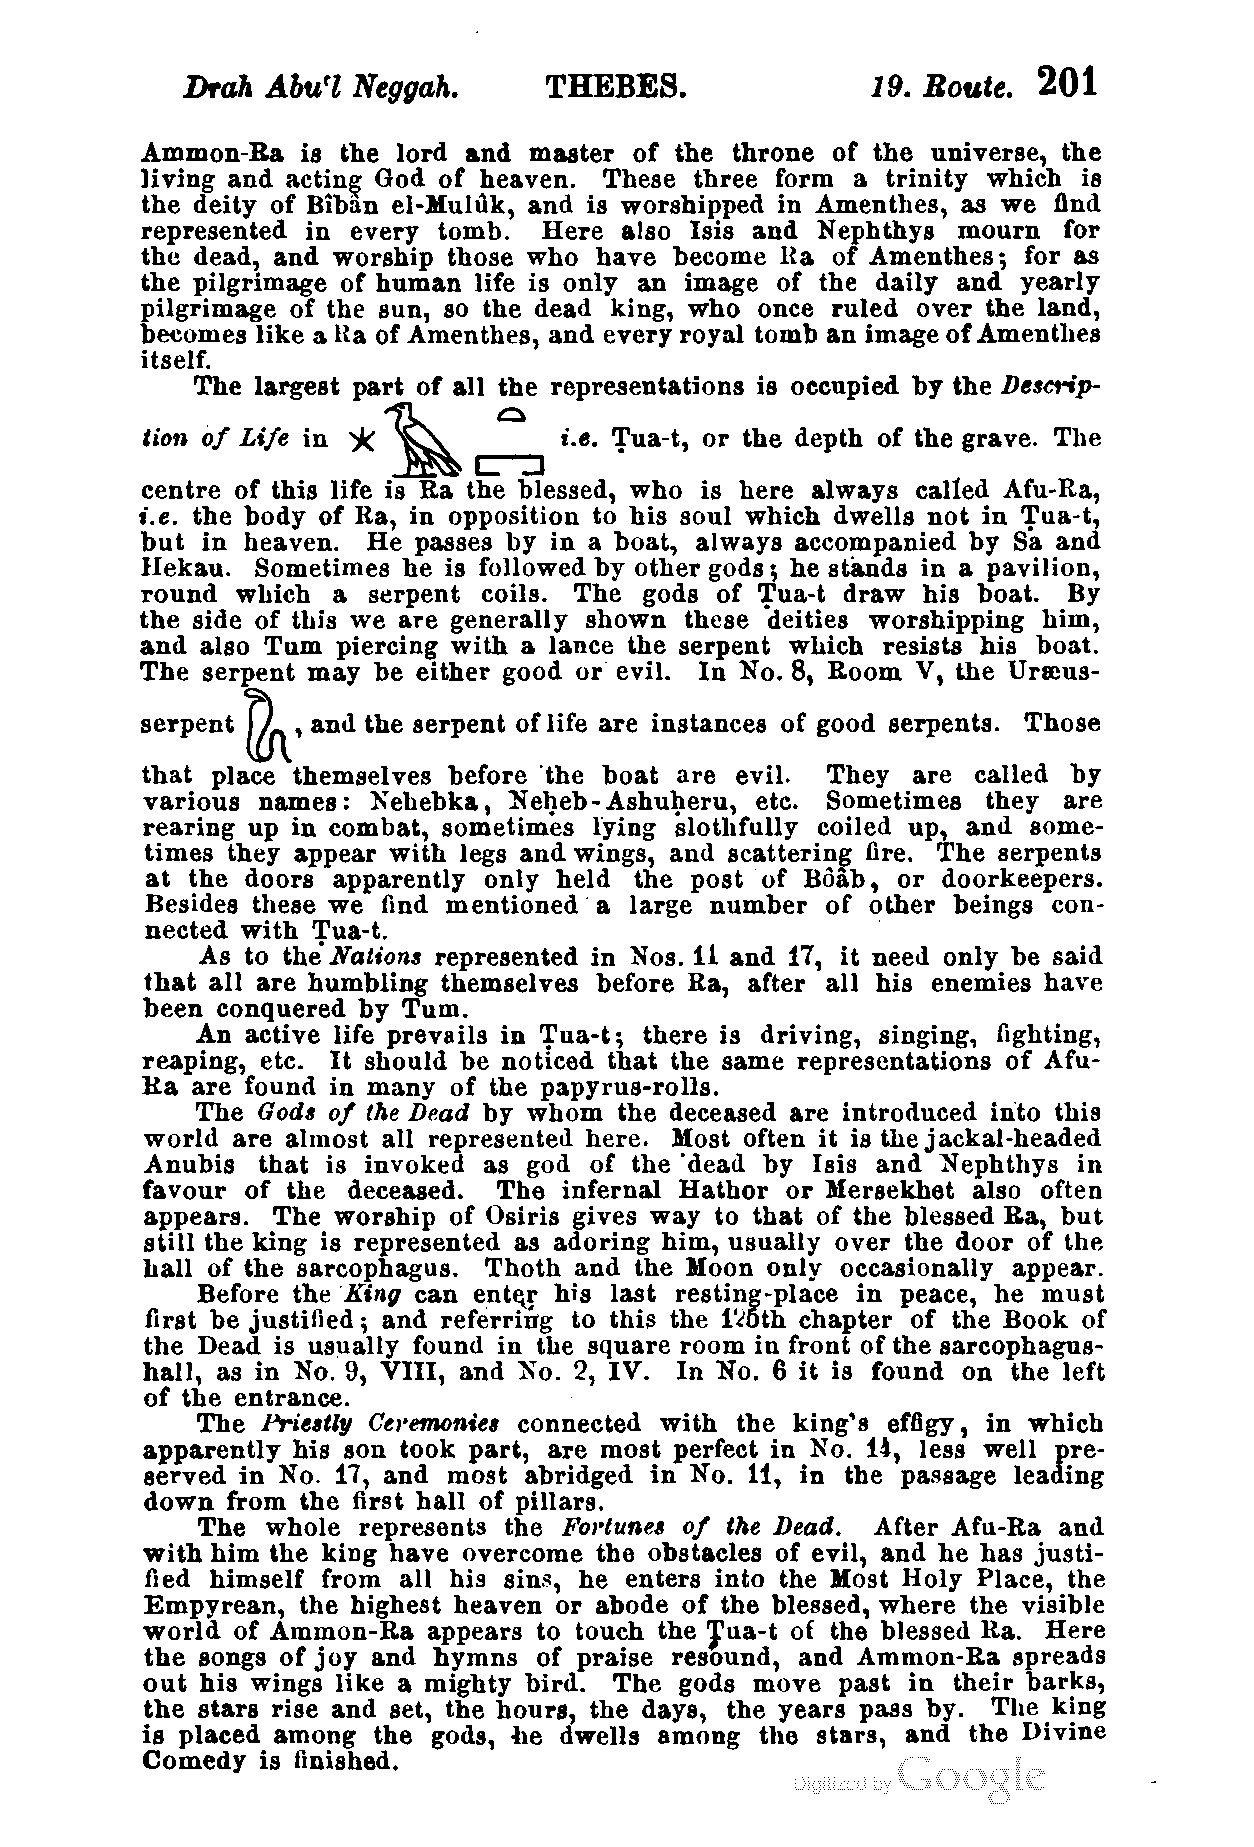 Drah Abu'l Neggah. THEBES. 19. Route. 201
Ammon-Ra is the lord and master of the throne of the universe, the
living and acting God of heaven. These three form a trinity which is
the deity of Bîbân el-Mulûk, and is worshipped in Amenthes, as we find
represented in every tomb. Here also Isis and Nephthys mourn for
the dead, and worship those who have become Ra of Amenthes; for as
the pilgrimage of human life is only an image of the daily and yearly
pilgrimage of the sun, so the dead king, who once ruled over the land,
becomes like a Ra of Amenthes, and every royal tomb an image of Amenthes
itself.
The largest part of all the representations is occupied by the Descrip-
tion of Life in i.e. Ṭua-t, or the depth of the grave. The
centre of this life is Ra the blessed, who is here always called Afu-Ra,
i.e. the body of Ra, in opposition to his soul which dwells not in Ṭua-t,
but in heaven. He passes by in a boat, always accompanied by Sa and
Hekau. Sometimes he is followed by other gods; he stands in a pavilion,
round which a serpent coils. The gods of Ṭua-t draw his boat. By
the side of this we are generally shown these deities worshipping him,
and also Tum piercing with a lance the serpent which resists his boat.
The serpent may be either good or evil. In No. 8, Room V, the Uræus-
serpent , and the serpent of life are instances of good serpents. Those
that place themselves before the boat are evil. They are called by
various names: Nehebka, Neḥeb-Ashuḥeru, etc. Sometimes they are
rearing up in combat, sometimes lying slothfully coiled up, and some-
times they appear with legs and wings, and scattering fire. The serpents
at the doors apparently only held the post of Bôâb, or doorkeepers.
Besides these we find mentioned a large number of other beings con-
nected with Ṭua-t.
As to the Nations represented in Nos. 11 and 17, it need only be said
that all are humbling themselves before Ra, after all his enemies have
been conquered by Tum.
An active life prevails in Ṭua-t; there is driving, singing, fighting,
reaping, etc. It should be noticed that the same representations of Afu-
Ra are found in many of the papyrus-rolls.
The Gods of the Dead by whom the deceased are introduced into this
world are almost all represented here. Most often it is the jackal-headed
Anubis that is invoked as god of the dead by Isis and Nephthys in
favour of the deceased. The infernal Hathor or Mersekhet also often
appears. The worship of Osiris gives way to that of the blessed Ra, but
still the king is represented as adoring him, usually over the door of the
hall of the sarcophagus. Thoth and the Moon only occasionally appear.
Before the King can enter his last resting-place in peace, he must
first be justified; and referring to this the 125th chapter of the Book of
the Dead is usually found in the square room in front of the sarcophagus-
hall, as in No. 9, VIII, and No. 2, IV. In No. 6 it is found on the left
of the entrance.
The Priestly Ceremonies connected with the king's effigy, in which
apparently his son took part, are most perfect in No. 14, less well pre-
served in No. 17, and most abridged in No. 11, in the passage leading
down from the first hall of pillars.
The whole represents the Fortunes of the Dead. After Afu-Ra and
with him the king have overcome the obstacles of evil, and he has justi-
fied himself from all his sins, he enters into the Most Holy Place, the
Empyrean, the highest heaven or abode of the blessed, where the visible
world of Ammon-Ra appears to touch the Ṭua-t of the blessed Ra. Here
the songs of joy and hymns of praise resound, and Ammon-Ra spreads
out his wings like a mighty bird. The gods move past in their barks,
the stars rise and set, the hours, the days, the years pass by. The king
is placed among the gods, he dwells among the stars, and the Divine
Comedy is finished.
Digitized by Google